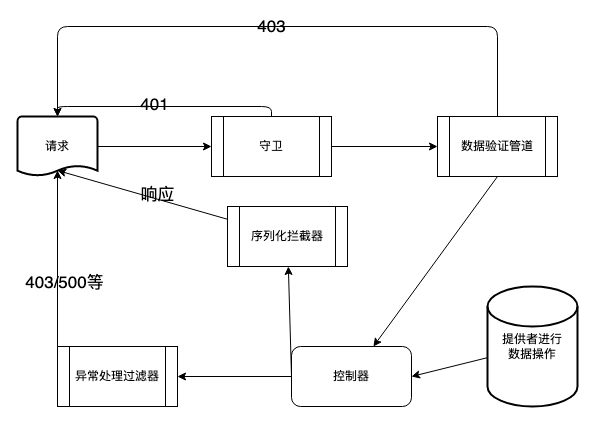 403
401
请求
守卫
数据验证管道
响应
序列化拦截器
403/500等
提供者进行
数据操作
异常处理过滤器
控制器